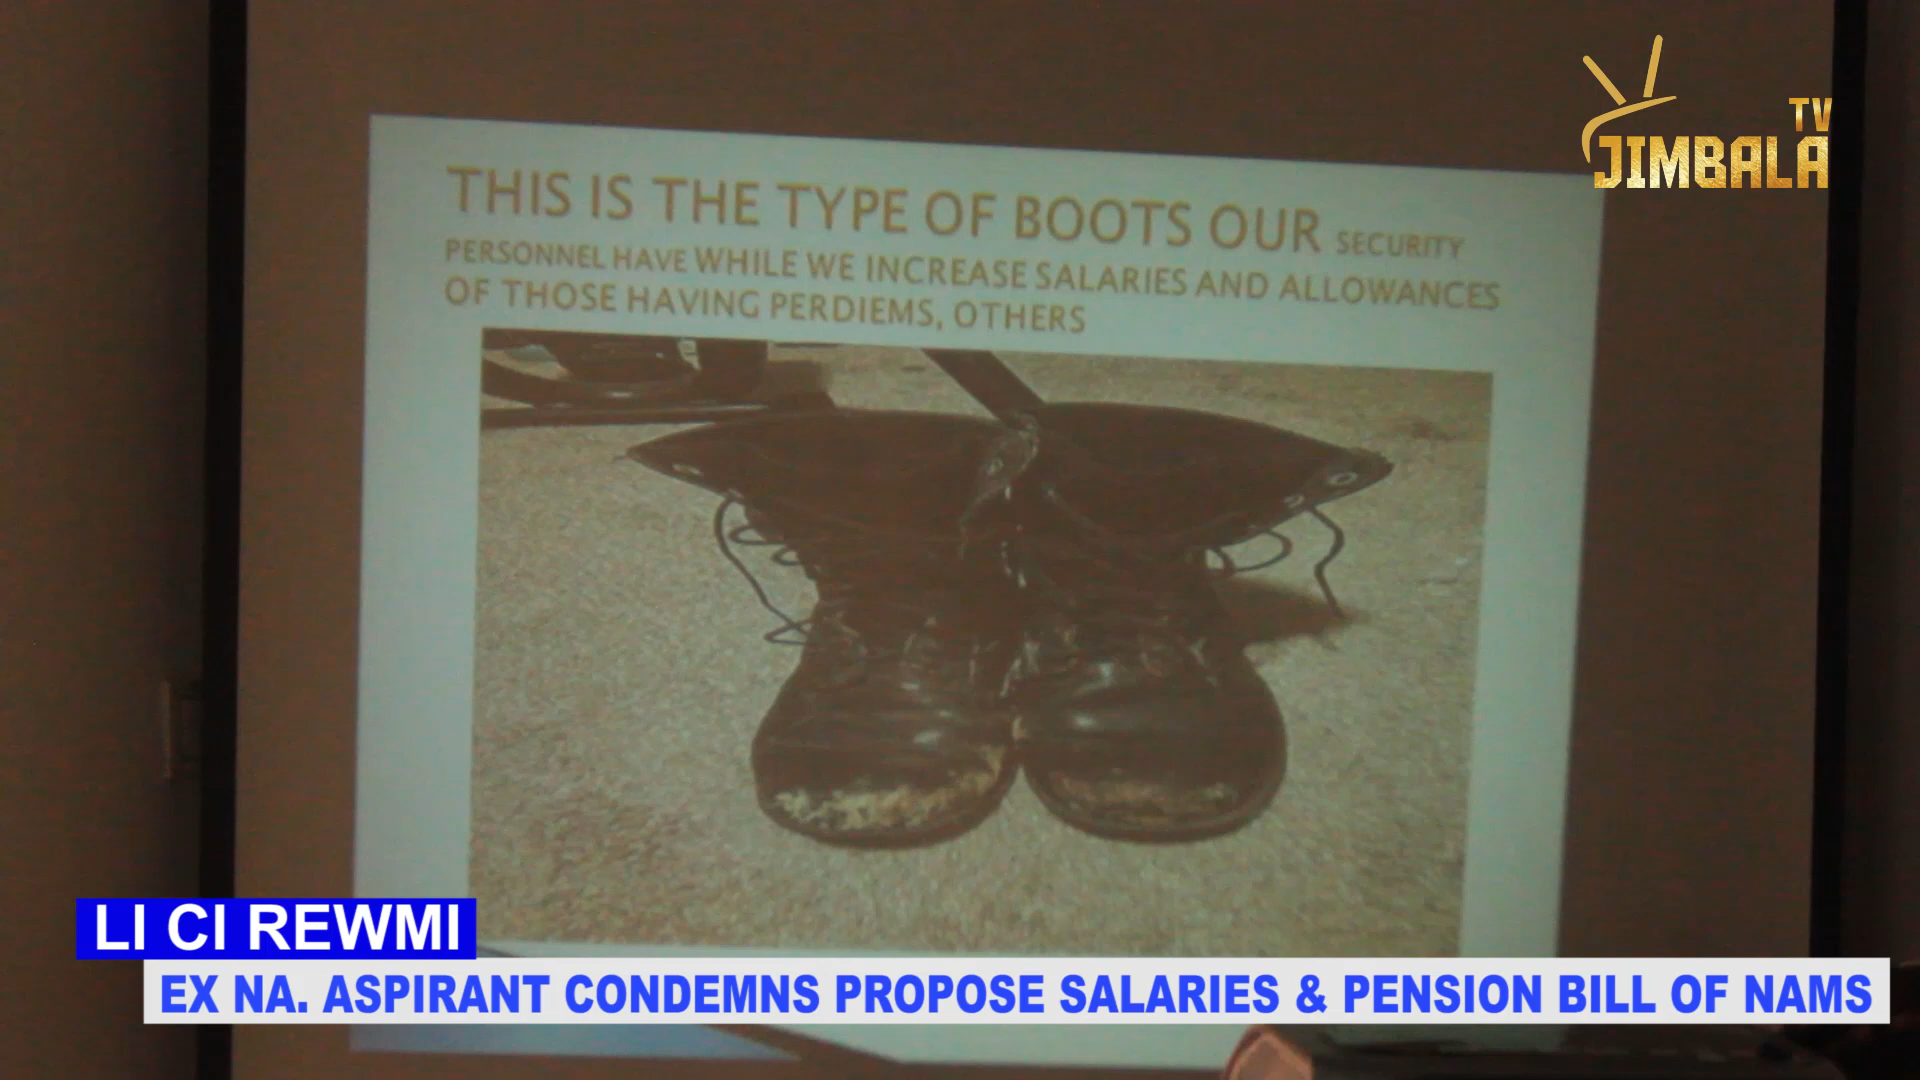 TV
JIMBALA
THIS IS THE TYPE OF BOOTS OUR SECURITY
PERSONNEL HAVE WHILE WE INCREASE SALARIES AND ALLOWANCES
OF THOSE HAVING PERDIEMS, OTHERS
LI CI REWMI
EX NA. ASPIRANT CONDEMNS PROPOSE SALARIES & PENSION BILL OF NAMS